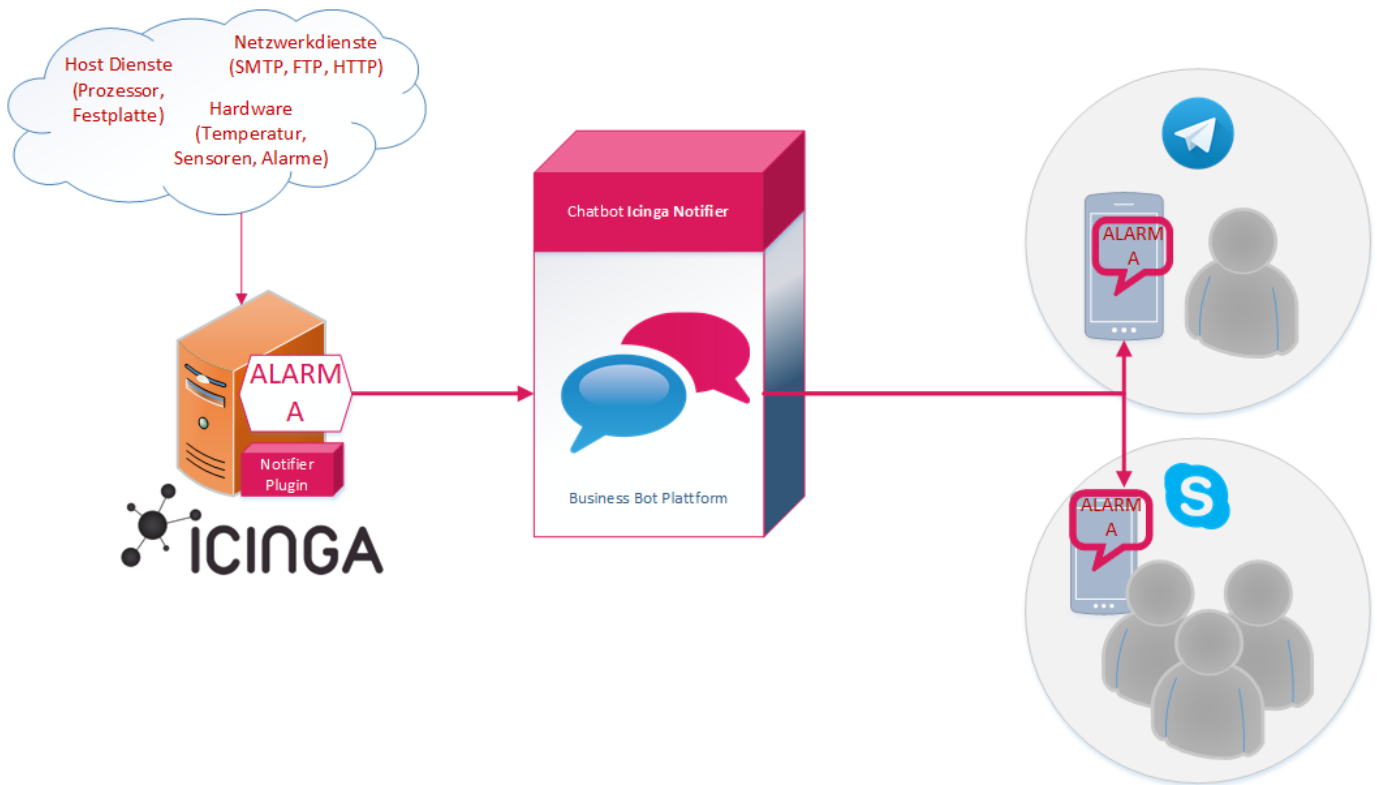 Netzwerkdienste
(SMTP, FTP, HTTP)
Host Dienste
(Prozessor,
Festplatte)
Hardware
(Temperatur,
Sensoren, Alarme)
ALARM
A
Notifier
Plugin
ICINGA
Chatbot Icinga Notifier
Business Bot Plattform
ALARM
A
S
ALARM
A